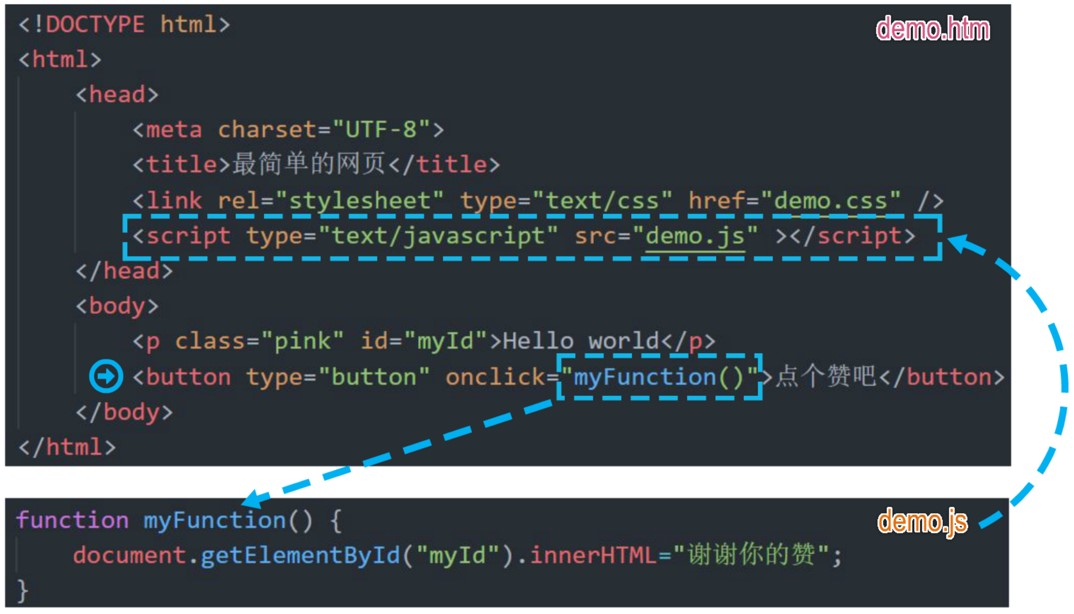 <!DOCTYPE html>
demo.htm
<html>
<head>
<meta charset="UTF-8">
<title>最简单的网页</title>
<link rel="stylesheet" type="text/css" href="demo.css" />
<script type="text/javascript" src="demo.js" ></script>
</head>
<body>
<p class="pink" id="myId">Hello world</p>
<button type="button" onclick="myFunction()">点个赞吧</button>
</body>
</html>
function myFunction() {
demo.js
document.getElementById("myId").innerHTML="谢谢你的赞";
}